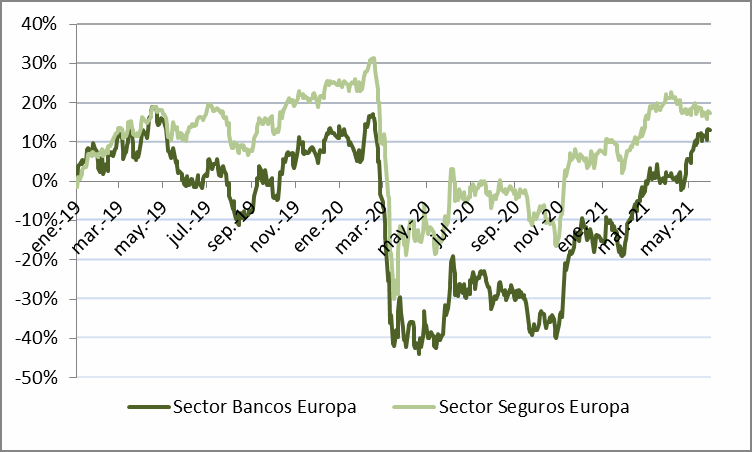 40%
30%
20%
10%
0%
-10%
-20%
-30%
-40%
-50%
ene.-19
mar.-19
may.-19
jul.-19
sep.-19
nov.-19
ene.-20
mar.-20
may.-20
jul.-20
sep.-20
nov.-20
ene.-21
mar.-21
may.-21
Sector Bancos Europa
Sector Seguros Europa